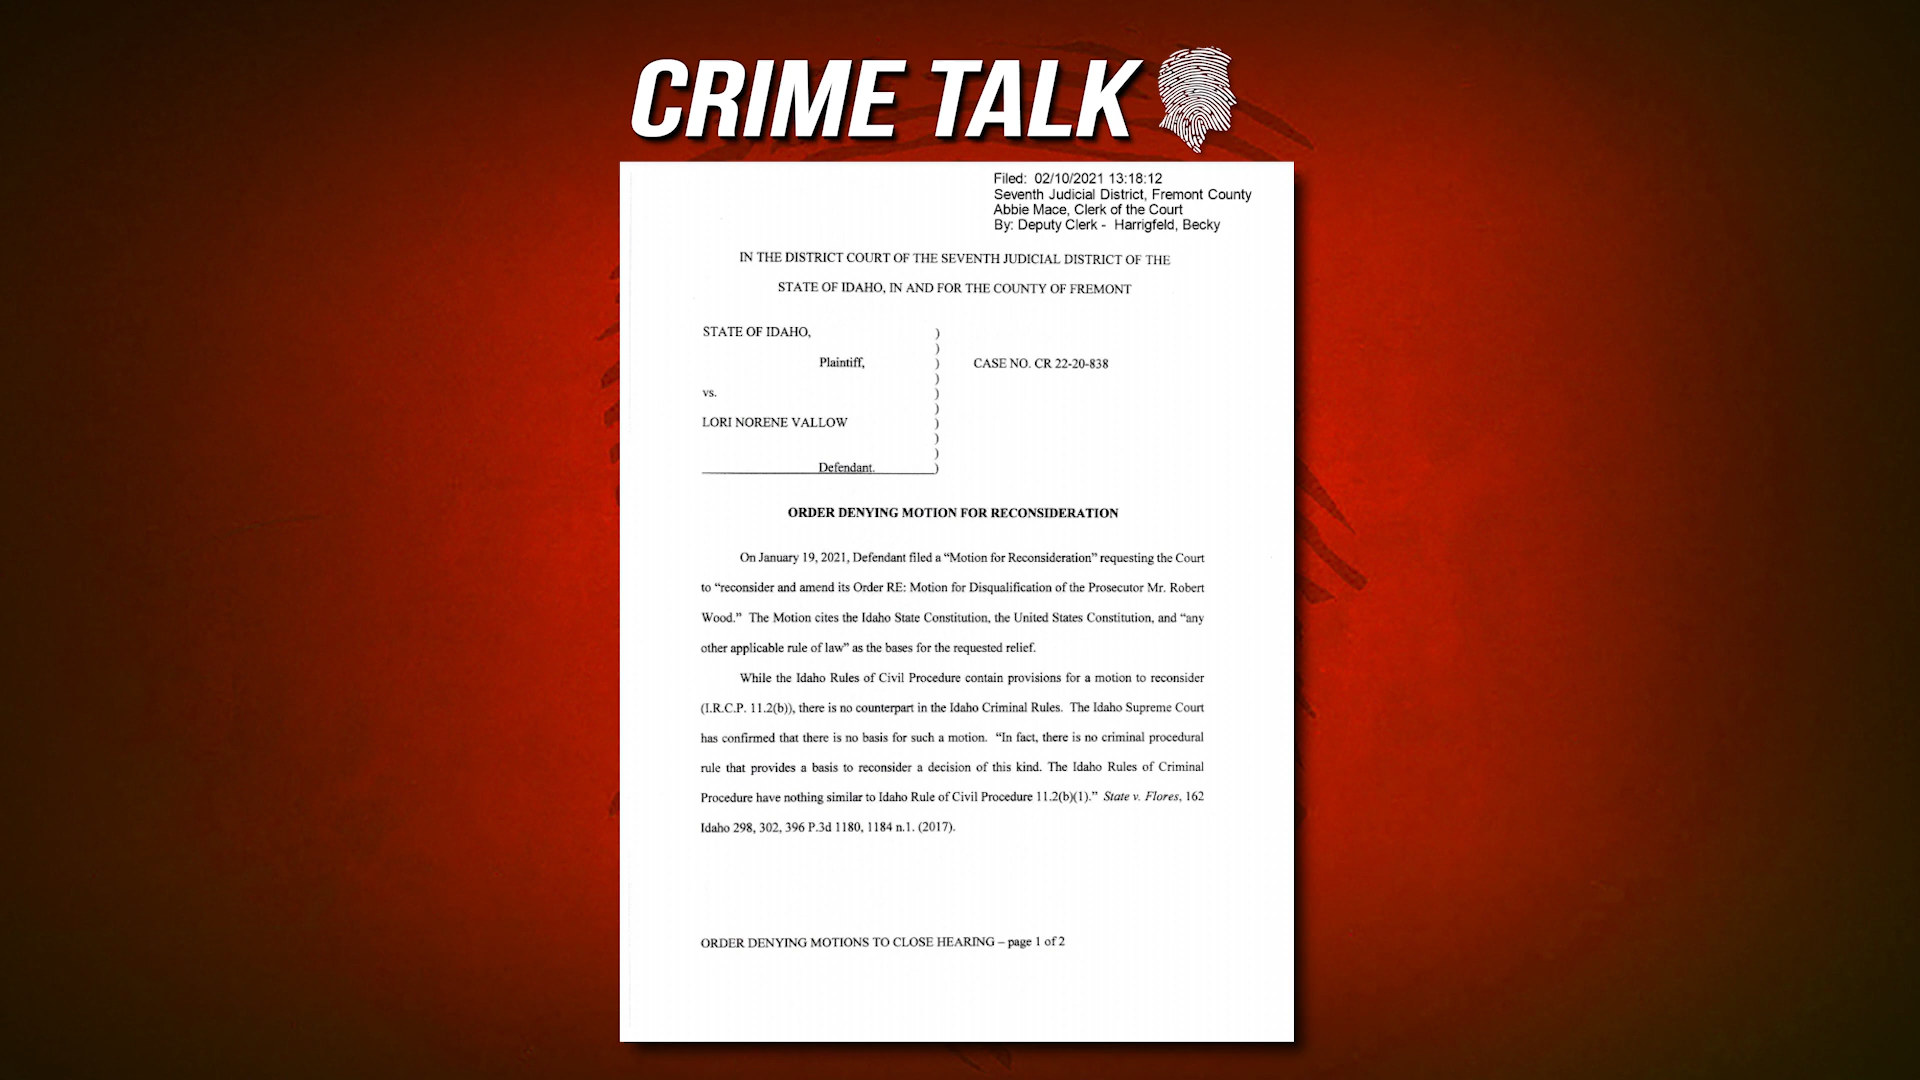 CRIME TALK
Filed: 02/10/2021 13:18:12
Seventh Judicial District, Fremont County
Abbie Mace, Clerk of the Court
By: Deputy Clerk - Harrigfeld, Becky
IN THE DISTRICT COURT OF THE SEVENTH JUDICIAL DISTRICT OF THE
STATE OF IDAHO, IN AND FOR THE COUNTY OF FREMONT
STATE OF IDAHO, )
)
Plaintiff, ) CASE NO. CR 22-20-838
)
vs. )
)
LORI NORENE VALLOW )
)
)
Defendant. )
ORDER DENYING MOTION FOR RECONSIDERATION
On January 19, 2021, Defendant filed a “Motion for Reconsideration” requesting the Court
to “reconsider and amend its Order RE: Motion for Disqualification of the Prosecutor Mr. Robert
Wood.” The Motion cites the Idaho State Constitution, the United States Constitution, and “any
other applicable rule of law” as the bases for the requested relief.
While the Idaho Rules of Civil Procedure contain provisions for a motion to reconsider
(I.R.C.P. 11.2(b)), there is no counterpart in the Idaho Criminal Rules. The Idaho Supreme Court
has confirmed that there is no basis for such a motion. “In fact, there is no criminal procedural
rule that provides a basis to reconsider a decision of this kind. The Idaho Rules of Criminal
Procedure have nothing similar to Idaho Rule of Civil Procedure 11.2(b)(1).” State v. Flores, 162
Idaho 298, 302, 396 P.3d 1180, 1184 n.1. (2017).
ORDER DENYING MOTIONS TO CLOSE HEARING – page 1 of 2